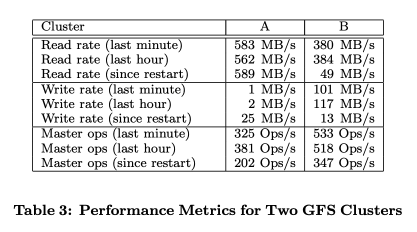 Cluster A B
Read rate (last minute) 583 MB/s 380 MB/s
Read rate (last hour) 562 MB/s 384 MB/s
Read rate (since restart) 589 MB/s 49 MB/s
Write rate (last minute) 1 MB/s 101 MB/s
Write rate (last hour) 2 MB/s 117 MB/s
Write rate (since restart) 25 MB/s 13 MB/s
Master ops (last minute) 325 Ops/s 533 Ops/s
Master ops (last hour) 381 Ops/s 518 Ops/s
Master ops (since restart) 202 Ops/s 347 Ops/s
Table 3: Performance Metrics for Two GFS Clusters